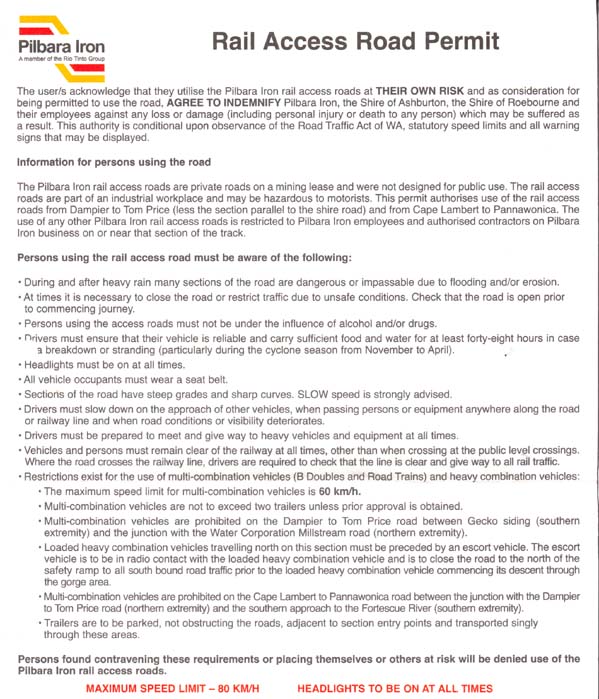 Pilbara Iron
A member of the Rio Tinto Group
Rail Access Road Permit
The user/s acknowledge that they utilise the Pilbara Iron rail access roads at THEIR OWN RISK and as consideration for
being permitted to use the road, AGREE TO INDEMNIFY Pilbara Iron, the Shire of Ashburton, the Shire of Roebourne and
their employees against any loss or damage (including personal injury or death to any person) which may be suffered as
a result. This authority is conditional upon observance of the Road Traffic Act of WA, statutory speed limits and all warning
signs that may be displayed.
Information for persons using the road
The Pilbara Iron rail access roads are private roads on a mining lease and were not designed for public use. The rail access
roads are part of an industrial workplace and may be hazardous to motorists. This permit authorises use of the rail access
roads from Dampier to Tom Price (less the section parallel to the shire road) and from Cape Lambert to Pannawonica. The
use of any other Pilbara Iron rail access roads is restricted to Pilbara Iron employees and authorised contractors on Pilbara
Iron business on or near that section of the track.
Persons using the rail access road must be aware of the following:
• During and after heavy rain many sections of the road are dangerous or impassable due to flooding and/or erosion.
• At times it is necessary to close the road or restrict traffic due to unsafe conditions. Check that the road is open prior
to commencing journey.
• Persons using the access roads must not be under the influence of alcohol and/or drugs.
• Drivers must ensure that their vehicle is reliable and carry sufficient food and water for at least forty-eight hours in case
a breakdown or stranding (particularly during the cyclone season from November to April).
• Headlights must be on at all times.
• All vehicle occupants must wear a seat belt.
• Sections of the road have steep grades and sharp curves. SLOW speed is strongly advised.
• Drivers must slow down on the approach of other vehicles, when passing persons or equipment anywhere along the road
or railway line and when road conditions or visibility deteriorates.
• Drivers must be prepared to meet and give way to heavy vehicles and equipment at all times.
• Vehicles and persons must remain clear of the railway at all times, other than when crossing at the public level crossings.
Where the road crosses the railway line, drivers are required to check that the line is clear and give way to all rail traffic.
• Restrictions exist for the use of multi-combination vehicles (B Doubles and Road Trains) and heavy combination vehicles:
• The maximum speed limit for multi-combination vehicles is 60 km/h.
• Multi-combination vehicles are not to exceed two trailers unless prior approval is obtained.
• Multi-combination vehicles are prohibited on the Dampier to Tom Price road between Gecko siding (southern
extremity) and the junction with the Water Corporation Millstream road (northern extremity).
• Loaded heavy combination vehicles travelling north on this section must be preceded by an escort vehicle. The escort
vehicle is to be in radio contact with the loaded heavy combination vehicle and is to close the road to the north of the
safety ramp to all south bound road traffic prior to the loaded heavy combination vehicle commencing its descent through
the gorge area.
• Multi-combination vehicles are prohibited on the Cape Lambert to Pannawonica road between the junction with the Dampier
to Tom Price road (northern extremity) and the southern approach to the Fortescue River (southern extremity).
• Trailers are to be parked, not obstructing the roads, adjacent to section entry points and transported singly
through these areas.
Persons found contravening these requirements or placing themselves or others at risk will be denied use of the
Pilbara Iron rail access roads.
MAXIMUM SPEED LIMIT – 80 KM/H HEADLIGHTS TO BE ON AT ALL TIMES